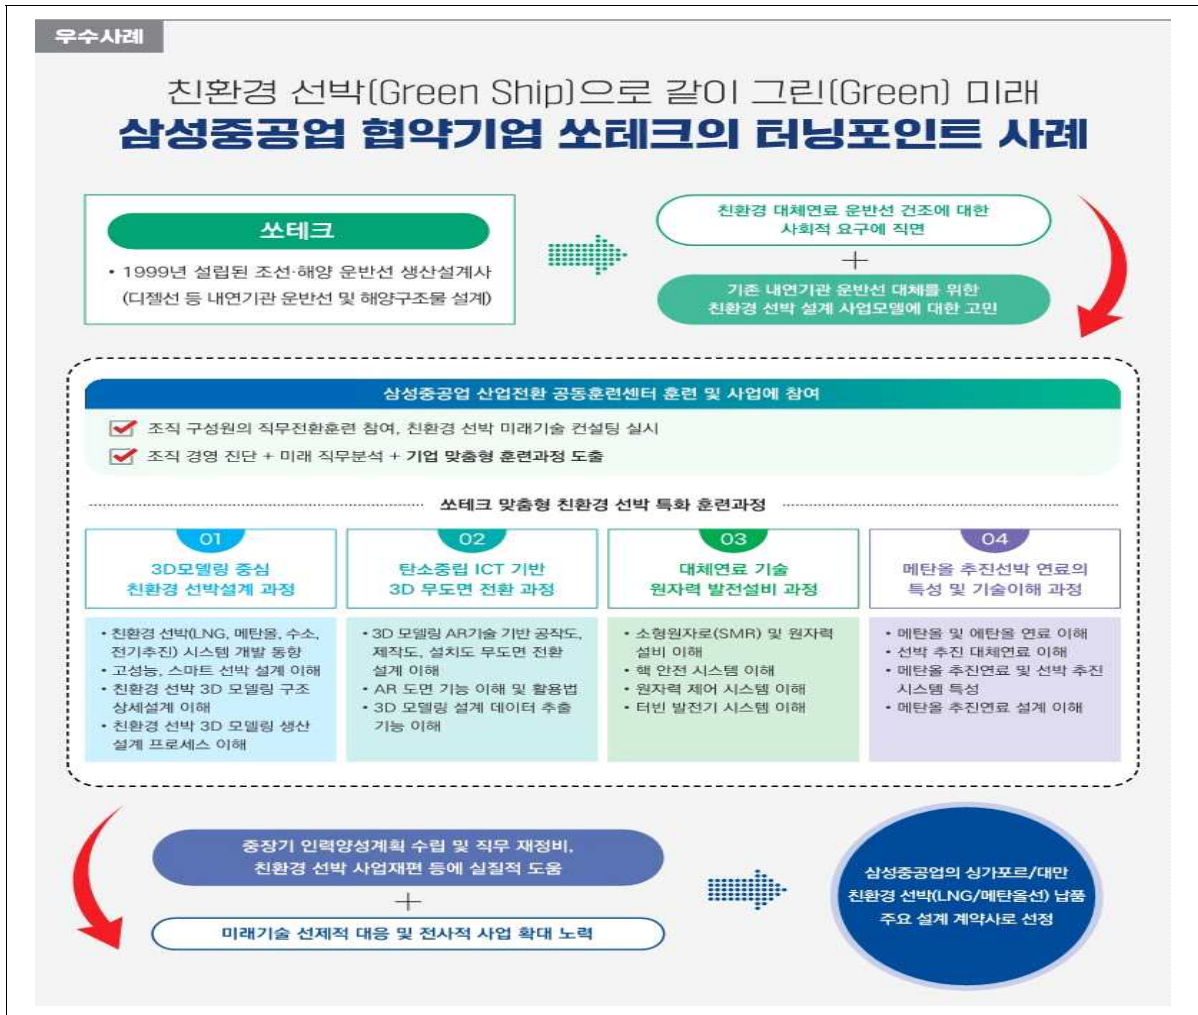 우수사례
친환경 선박(Green Ship)으로 같이 그린(Green) 미래
삼성중공업 협약기업 쏘테크의 터닝포인트 사례
쏘테크
• 1999년 설립된 조선·해양 운반선 생산설계사
(디젤선 등 내연기관 운반선 및 해양구조물 설계)
친환경 대체연료 운반선 건조에 대한
사회적 요구에 직면
+
기존 내연기관 운반선 대체를 위한
친환경 선박 설계 사업모델에 대한 고민
삼성중공업 산업전환 공동훈련센터 훈련 및 사업에 참여
조직 구성원의 직무전환훈련 참여, 친환경 선박 미래기술 컨설팅 실시
조직 경영 진단 + 미래 직무분석 + 기업 맞춤형 훈련과정 도출
쏘테크 맞춤형 친환경 선박 특화 훈련과정
01
3D모델링 중심
친환경 선박설계 과정
• 친환경 선박(LNG, 메탄올, 수소,
전기추진) 시스템 개발 동향
• 고성능, 스마트 선박 설계 이해
• 친환경 선박 3D 모델링 구조
상세설계 이해
• 친환경 선박 3D 모델링 생산
설계 프로세스 이해
02
탄소중립 ICT 기반
3D 무도면 전환 과정
• 3D 모델링 AR기술 기반 공작도,
제작도, 설치도 무도면 전환
설계 이해
• AR 도면 기능 이해 및 활용법
• 3D 모델링 설계 데이터 추출
기능 이해
03
대체연료 기술
원자력 발전설비 과정
• 소형원자로(SMR) 및 원자력
설비 이해
• 핵 안전 시스템 이해
• 원자력 제어 시스템 이해
• 터빈 발전기 시스템 이해
04
메탄올 추진선박 연료의
특성 및 기술이해 과정
• 메탄올 및 에탄올 연료 이해
• 선박 추진 대체연료 이해
• 메탄올 추진연료 및 선박 추진
시스템 특성
• 메탄올 추진연료 설계 이해
중장기 인력양성계획 수립 및 직무 재정비,
친환경 선박 사업재편 등에 실질적 도움
+
미래기술 선제적 대응 및 전사적 사업 확대 노력
삼성중공업의 싱가포르/대만
친환경 선박(LNG/메탄올선) 납품
주요 설계 계약사로 선정